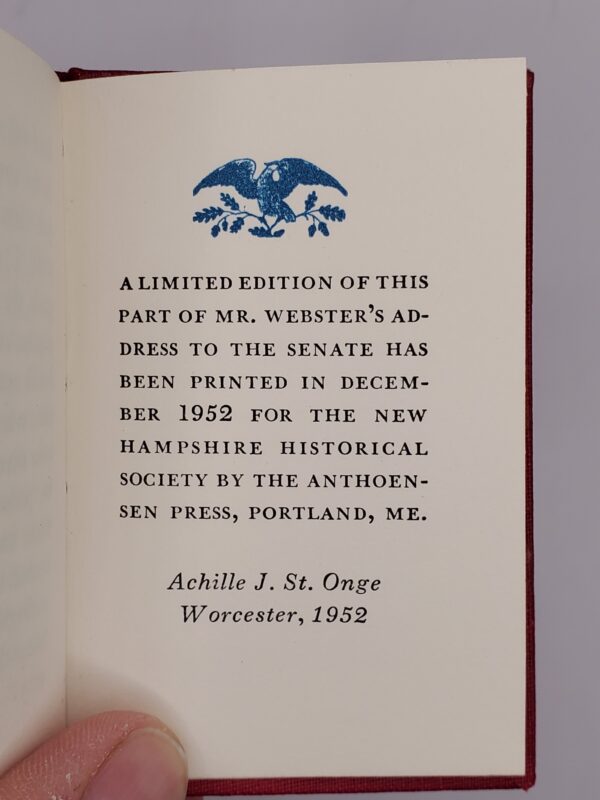 A LIMITED EDITION OF THIS
PART OF MR. WEBSTER'S AD-
DRESS TO THE SENATE HAS
BEEN PRINTED IN DECEM-
BER 1952 FOR THE NEW
HAMPSHIRE HISTORICAL
SOCIETY BY THE ANTHOEN-
SEN PRESS, PORTLAND, ME.
Achille J. St. Onge
Worcester, 1952